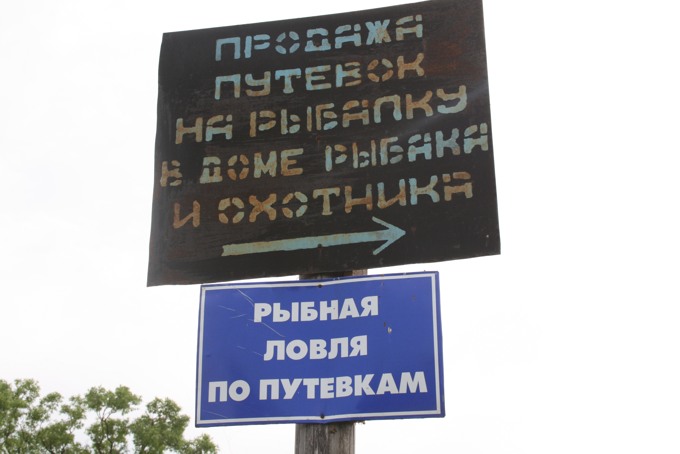 ПРОДАЖА
ПУТЕВОК
НА РЫБАЛКУ
В ДОМЕ РЫБАКА
И ОХОТНИКА
РЫБНАЯ
ЛОВЛЯ
ПО ПУТЕВКАМ